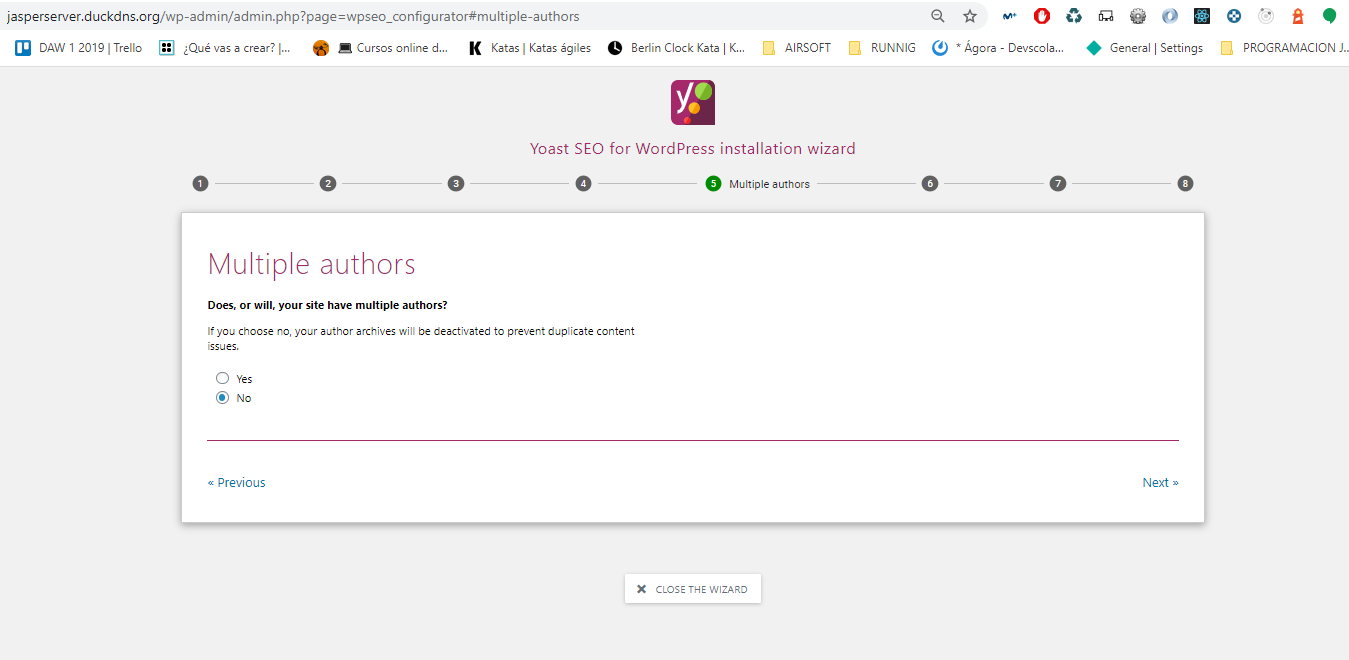 jasperserver.duckdns.org/wp-admin/admin.php?page=wpseo_configurator#multiple-authors
DAW 1 2019 | Trello ¿Qué vas a crear? |... Cursos online d... K Katas | Katas ágiles Berlin Clock Kata | K... AIRSOFT RUNNIG * Ágora - Devscola... General | Settings PROGRAMACION J...
y
Yoast SEO for WordPress installation wizard
1 2 3 4 5 Multiple authors 6 7 8
Multiple authors
Does, or will, your site have multiple authors?
If you choose no, your author archives will be deactivated to prevent duplicate content
issues.
Yes
No
« Previous Next »
CLOSE THE WIZARD